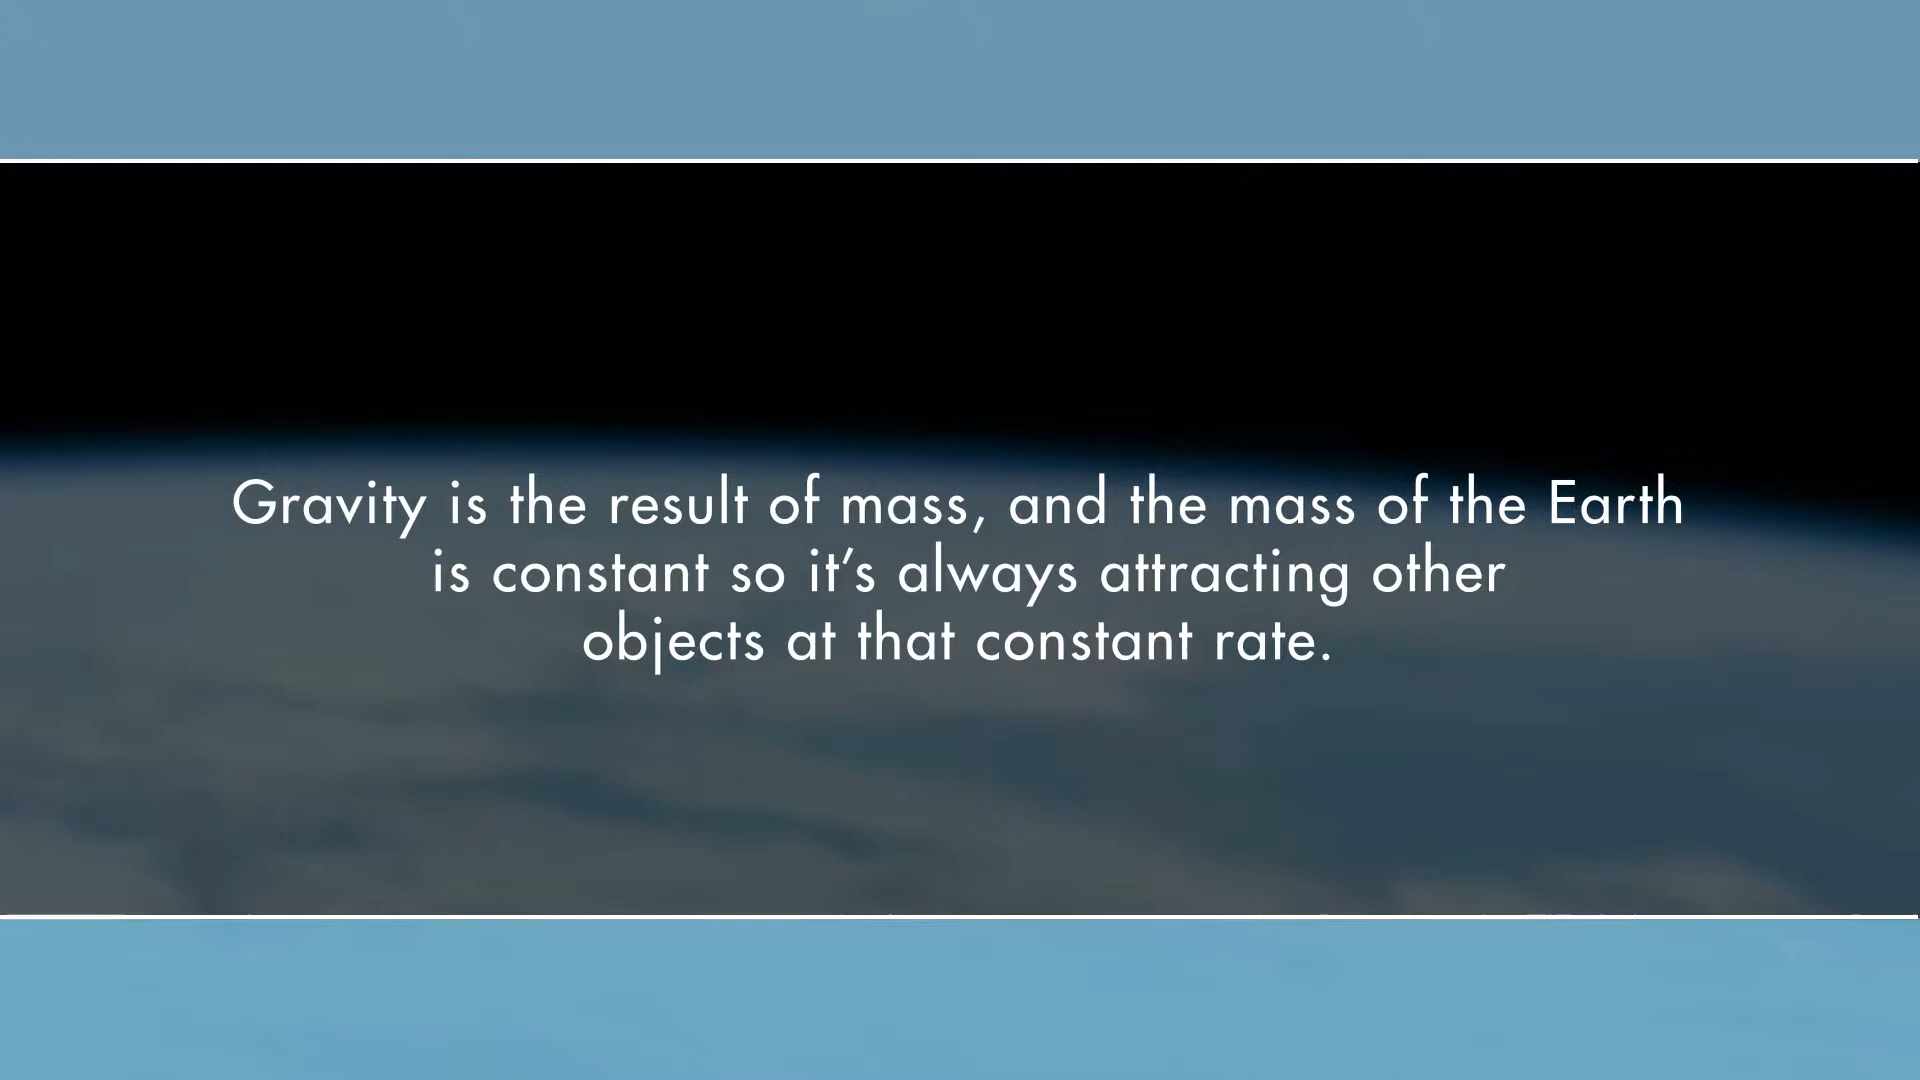 Gravity is the result of mass, and the mass of the Earth
is constant so it’s always attracting other
objects at that constant rate.